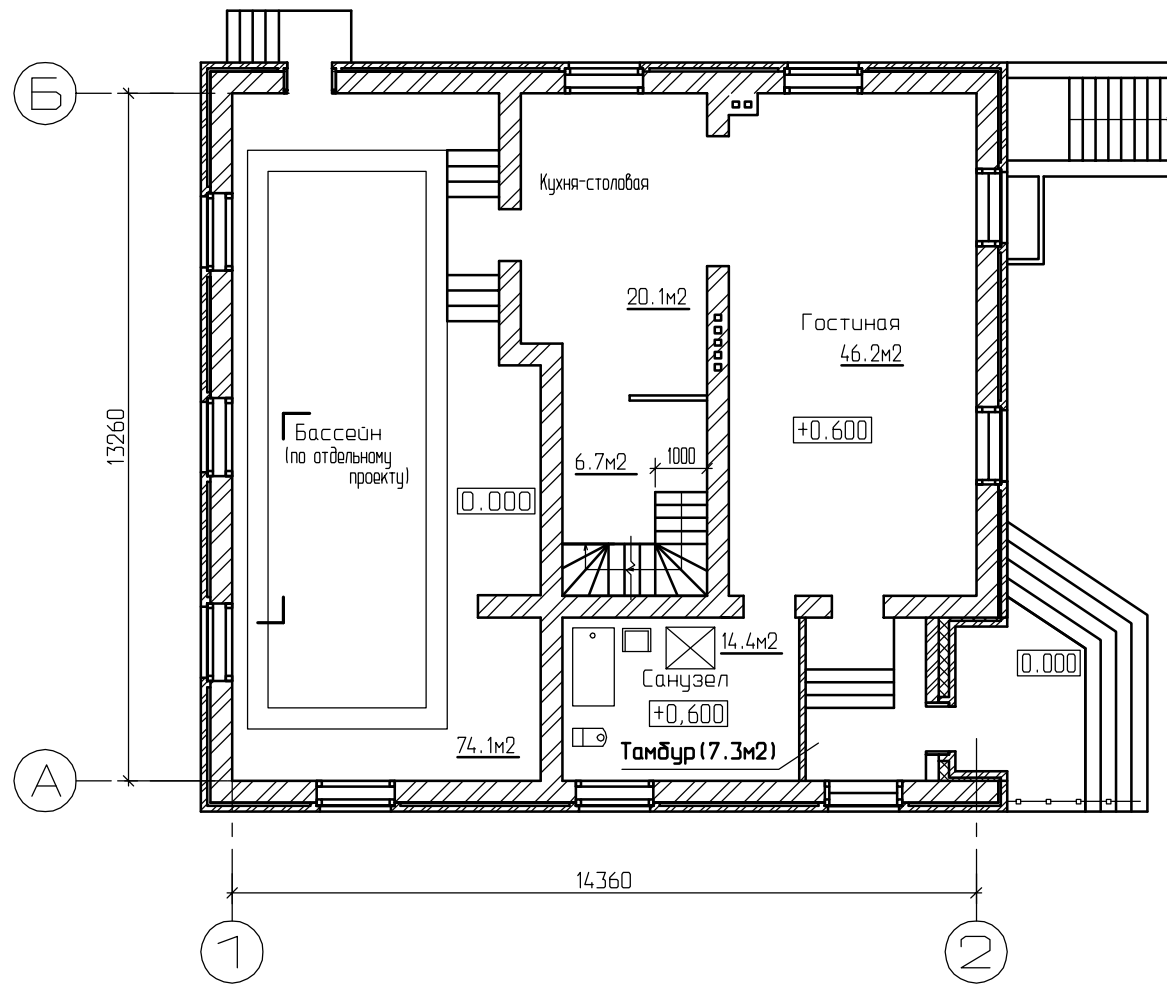 Б
Кухня-столовая
20.1м2
Гостиная
46.2м2
+0.600
13260
Бассейн
(по отдельному
проекту)
6.7м2
1000
0.000
14.4м2
Санузел
+0,600
0.000
74.1м2
Тамбур(7.3м2)
А
14360
1
2